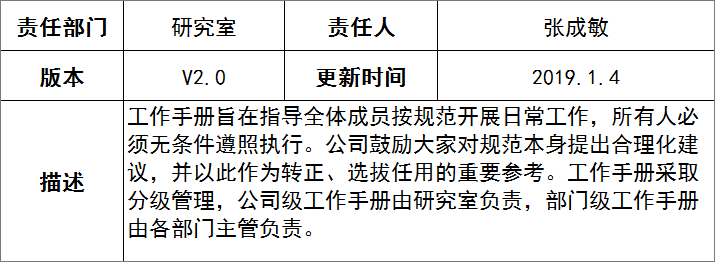 责任部门 研究室 责任人 张成敏
版本 V2.0 更新时间 2019.1.4
描述
工作手册旨在指导全体成员按规范开展日常工作，所有人必
须无条件遵照执行。公司鼓励大家对规范本身提出合理化建
议，并以此作为转正、选拔任用的重要参考。工作手册采取
分级管理，公司级工作手册由研究室负责，部门级工作手册
由各部门主管负责。